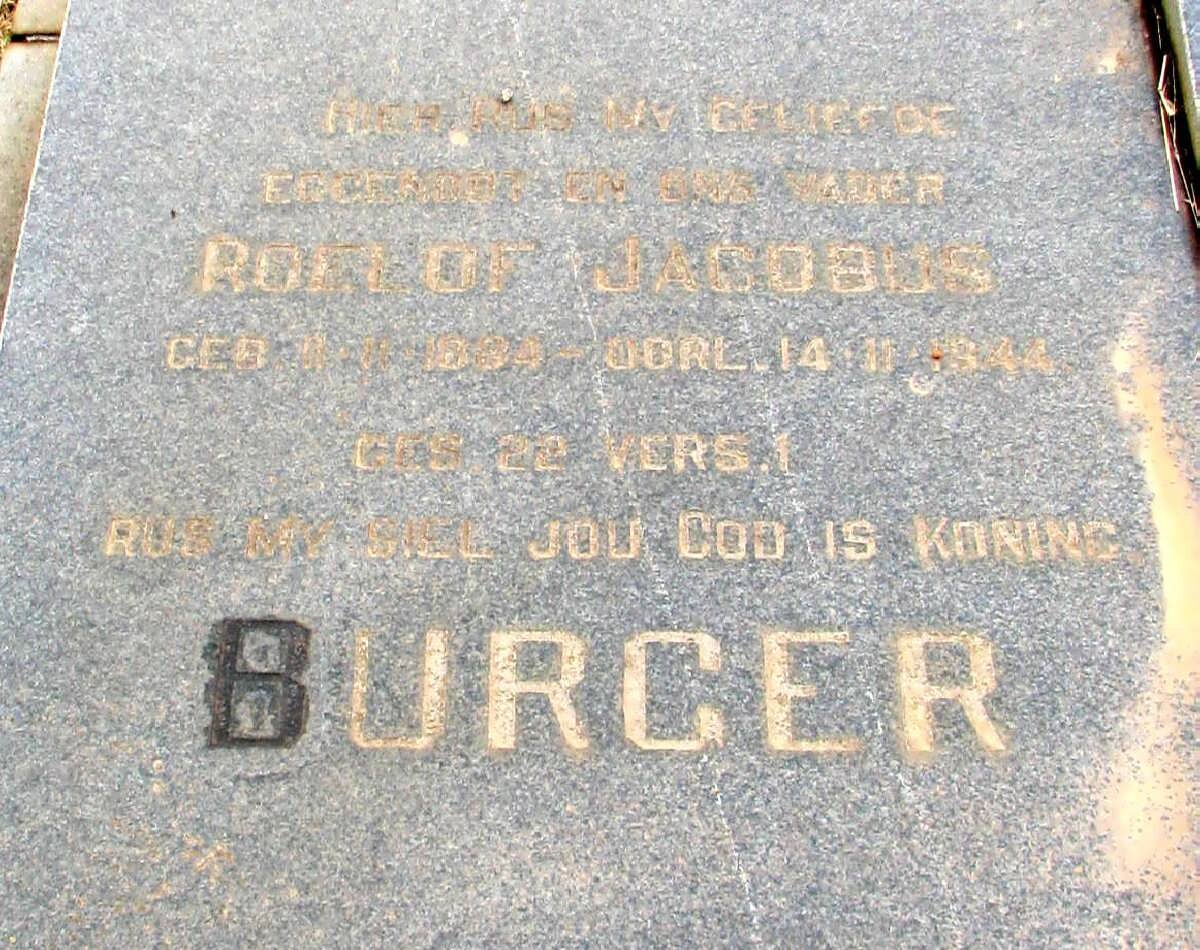 HIER RUS MY GELIEFDE
EGGENOOT EN ONS VADER
ROELOF JACOBUS
GEB. 11·11·1884 – OORL. 14·11·1944.
GES. 22 VERS. 1
RUS MY SIEL JOU GOD IS KONING.
BURGER